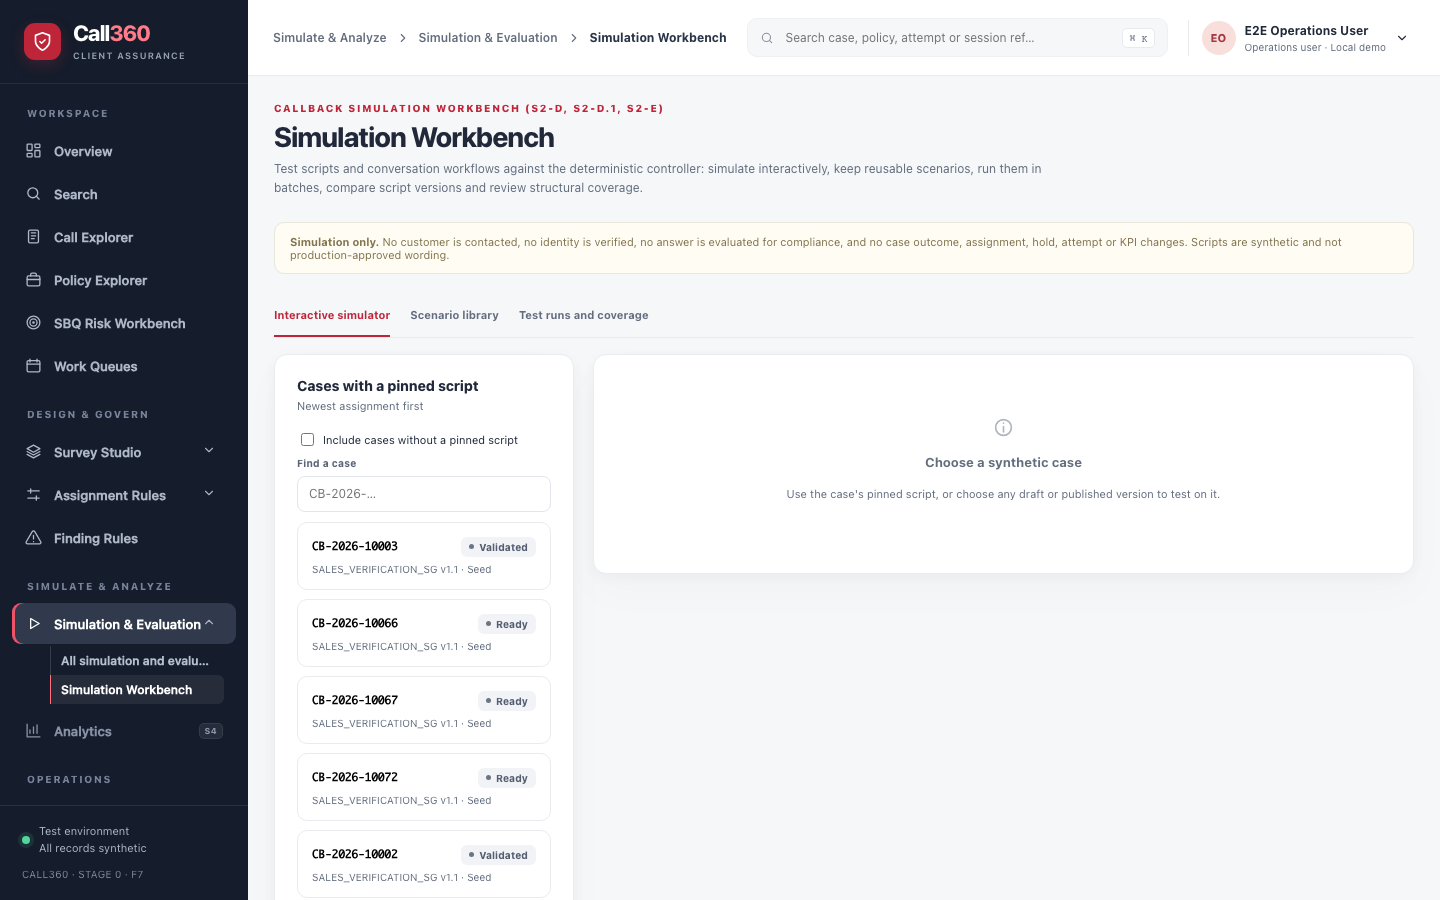 Call360
CLIENT ASSURANCE
WORKSPACE
Overview
Search
Call Explorer
Policy Explorer
SBQ Risk Workbench
Work Queues
DESIGN & GOVERN
Survey Studio
Assignment Rules
Finding Rules
SIMULATE & ANALYZE
Simulation & Evaluation
All simulation and evalu...
Simulation Workbench
Analytics
S4
OPERATIONS
Test environment
All records synthetic
CALL360 · STAGE 0 · F7
Simulate & Analyze > Simulation & Evaluation > Simulation Workbench
Search case, policy, attempt or session ref...
⌘ K
EO
E2E Operations User
Operations user · Local demo
CALLBACK SIMULATION WORKBENCH (S2-D, S2-D.1, S2-E)
Simulation Workbench
Test scripts and conversation workflows against the deterministic controller: simulate interactively, keep reusable scenarios, run them in
batches, compare script versions and review structural coverage.
Simulation only. No customer is contacted, no identity is verified, no answer is evaluated for compliance, and no case outcome, assignment, hold, attempt or KPI changes. Scripts are synthetic and not
production-approved wording.
Interactive simulator
Scenario library
Test runs and coverage
Cases with a pinned script
Newest assignment first
Include cases without a pinned script
Find a case
CB-2026-...
CB-2026-10003
Validated
SALES_VERIFICATION_SG v1.1 · Seed
CB-2026-10066
Ready
SALES_VERIFICATION_SG v1.1 · Seed
CB-2026-10067
Ready
SALES_VERIFICATION_SG v1.1 · Seed
CB-2026-10072
Ready
SALES_VERIFICATION_SG v1.1 · Seed
CB-2026-10002
Validated
SALES_VERIFICATION_SG v1.1 · Seed
Choose a synthetic case
Use the case's pinned script, or choose any draft or published version to test on it.